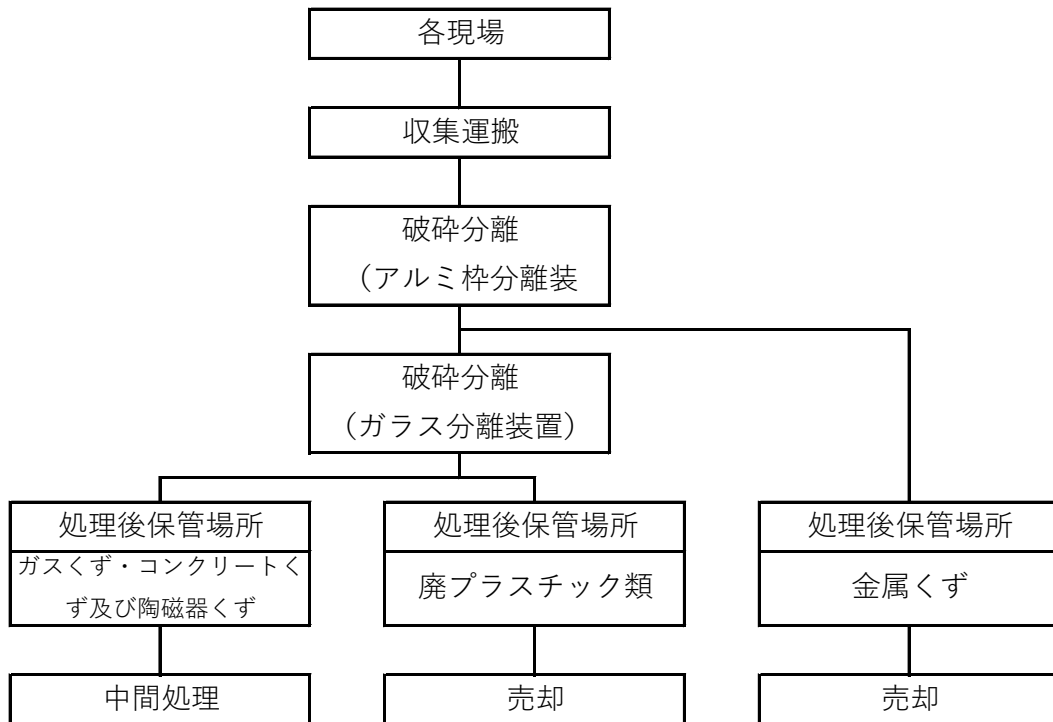 各現場
収集運搬
破砕分離
（アルミ枠分離装
破砕分離
（ガラス分離装置）
処理後保管場所
ガスくず・コンクリートく
ず及び陶磁器くず
中間処理
処理後保管場所
廃プラスチック類
売却
処理後保管場所
金属くず
売却